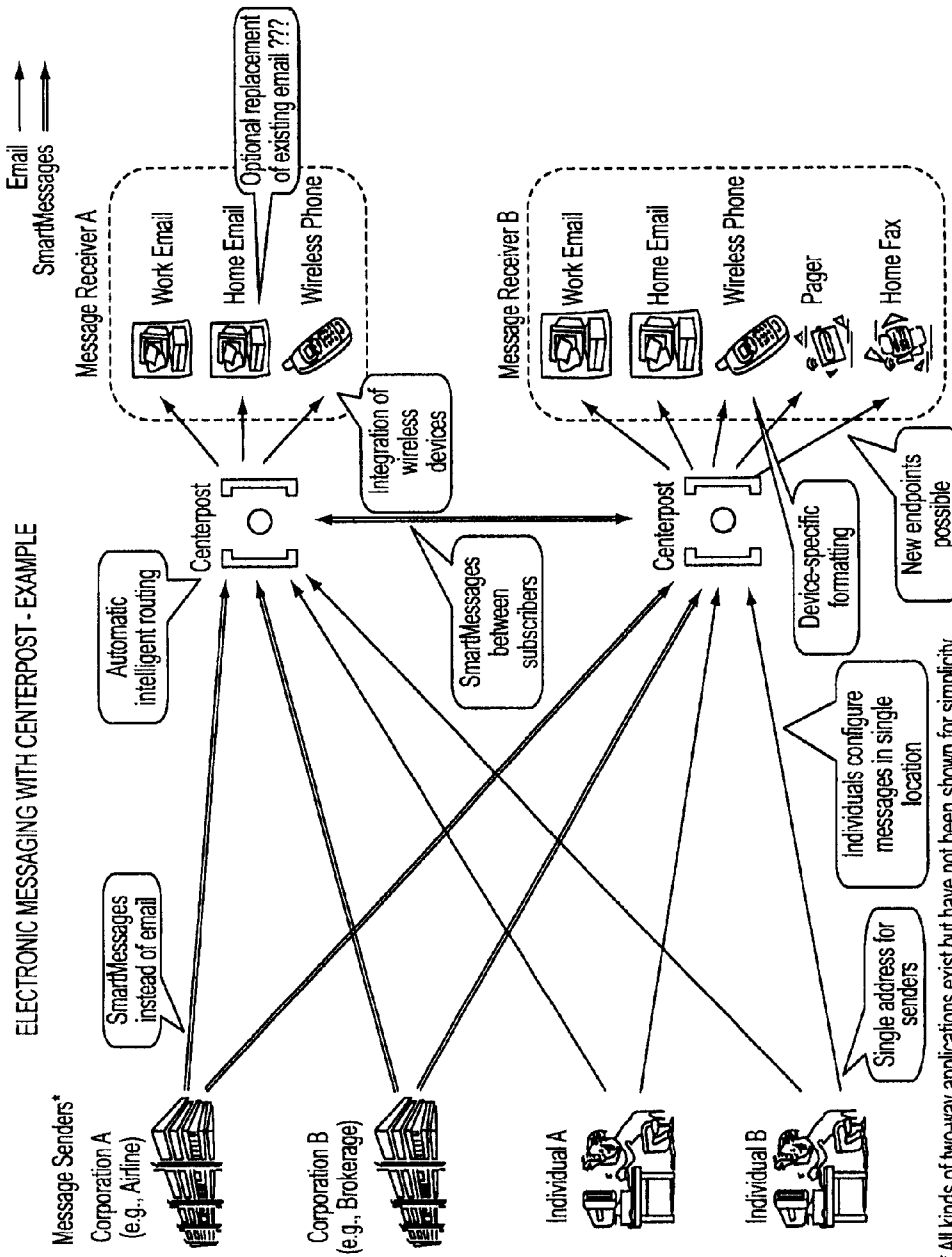 ELECTRONIC MESSAGING WITH CENTERPOST - EXAMPLE
Email
SmartMessages
Message Senders*
Corporation A
(e.g., Airline)
SmartMessages
instead of email
Automatic
intelligent routing
Centerpost
Message Receiver A
Work Email
Home Email
Wireless Phone
Optional replacement
of existing email ???
Integration of
wireless
devices
Corporation B
(e.g., Brokerage)
SmartMessages
between
subscribers
Individual A
Individual B
Single address for
senders
Individuals configure
messages in single
location
Centerpost
Message Receiver B
Work Email
Home Email
Wireless Phone
Pager
Home Fax
Device-specific
formatting
New endpoints
possible
* All kinds of two-way applications exist but have not been shown for simplicity